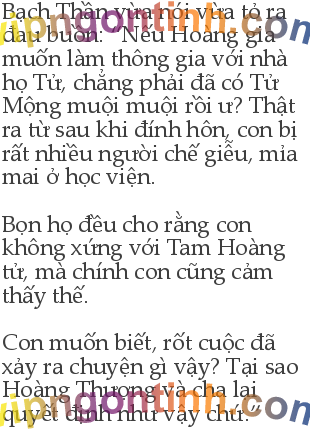 Bạch Thần vừa nói vừa tỏ ra
đau buồn: “Nếu Hoàng gia
muốn làm thông gia với nhà
họ Tử, chẳng phải đã có Tử
Mộng muội muội rồi ư? Thật
ra từ sau khi đính hôn, con bị
rất nhiều người chế giễu, mỉa
mai ở học viện.
Bọn họ đều cho rằng con
không xứng với Tam Hoàng
tử, mà chính con cũng cảm
thấy thế.
Con muốn biết, rốt cuộc đã
xảy ra chuyện gì vậy? Tại sao
Hoàng Thượng và cha lại
quyết định như vậy chứ.“
vipngontinh.com
vipngontinh.com